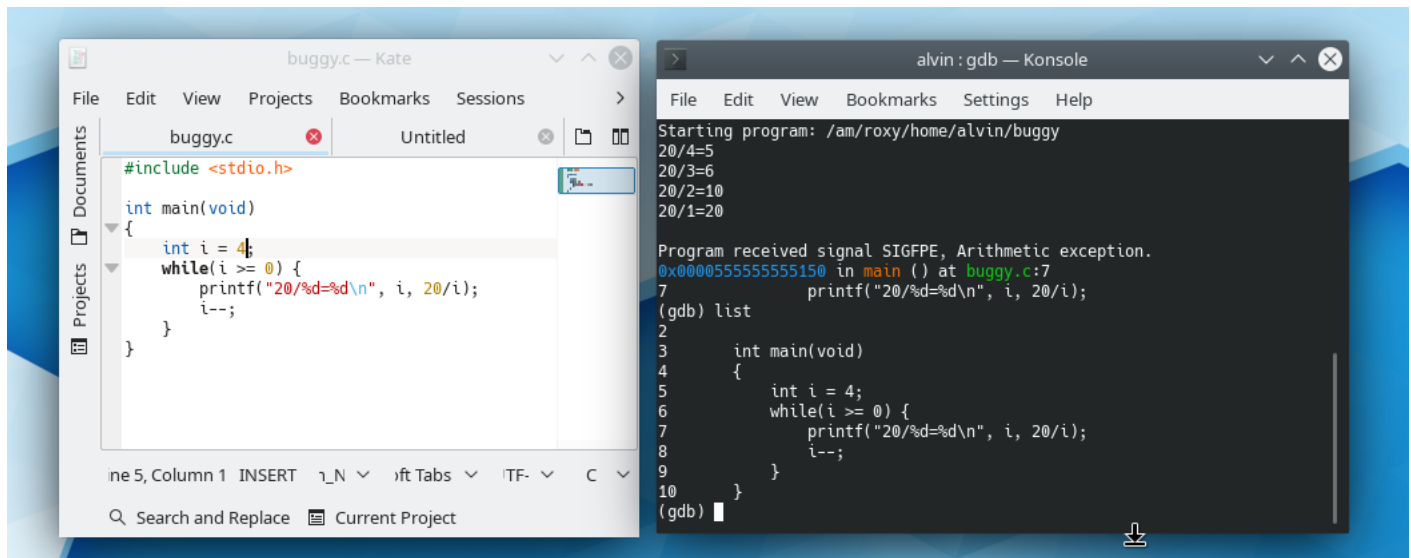 buggy.c — Kate
File Edit View Projects Bookmarks Sessions
Documents
Projects
buggy.c Untitled
#include <stdio.h>
int main(void)
{
    int i = 4;
    while(i >= 0) {
        printf("20/%d=%d\n", i, 20/i);
        i--;
    }
}
ine 5, Column 1 INSERT ı_N oft Tabs TF- C
Search and Replace Current Project
alvin : gdb — Konsole
File Edit View Bookmarks Settings Help
Starting program: /am/roxy/home/alvin/buggy
20/4=5
20/3=6
20/2=10
20/1=20
Program received signal SIGFPE, Arithmetic exception.
0x0000555555555150 in main () at buggy.c:7
7               printf("20/%d=%d\n", i, 20/i);
(gdb) list
2
3       int main(void)
4       {
5           int i = 4;
6           while(i >= 0) {
7               printf("20/%d=%d\n", i, 20/i);
8               i--;
9           }
10      }
(gdb)